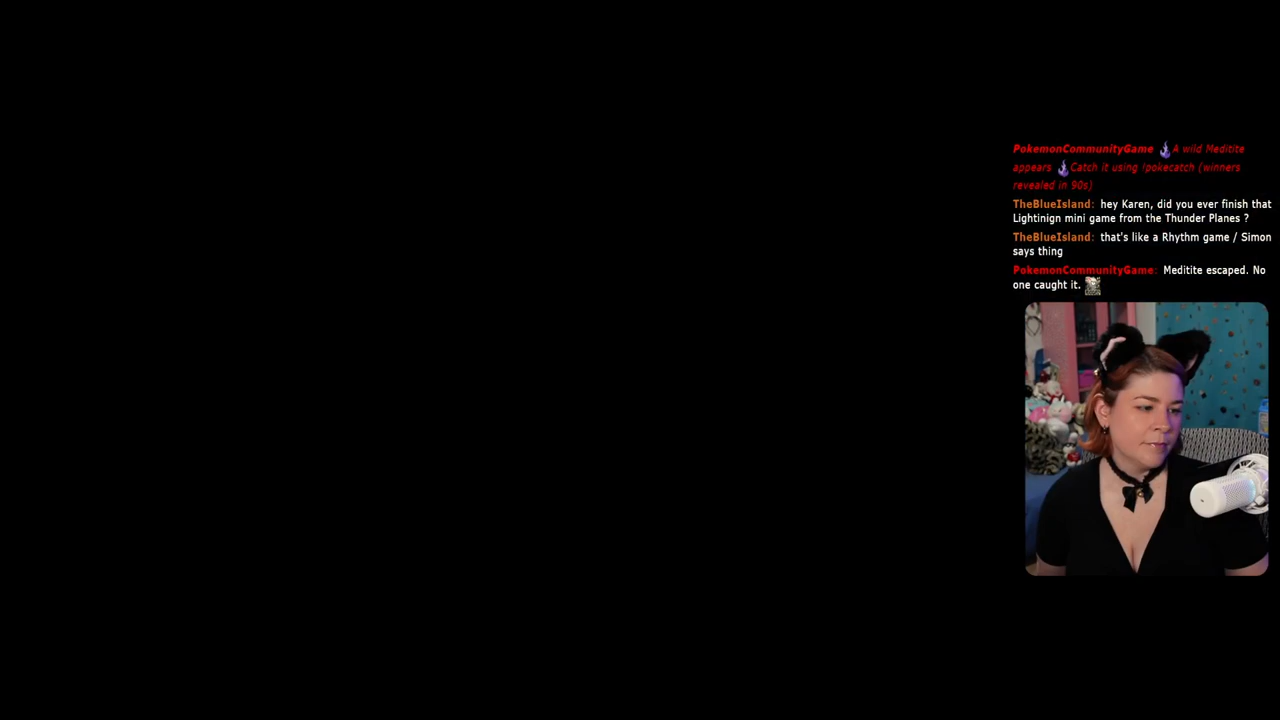 PokemonCommunityGame A wild Meditite
appears Catch it using !pokecatch (winners
revealed in 90s)
TheBlueIsland: hey Karen, did you ever finish that
Lightinign mini game from the Thunder Planes ?
TheBlueIsland: that's like a Rhythm game / Simon
says thing
PokemonCommunityGame: Meditite escaped. No
one caught it.